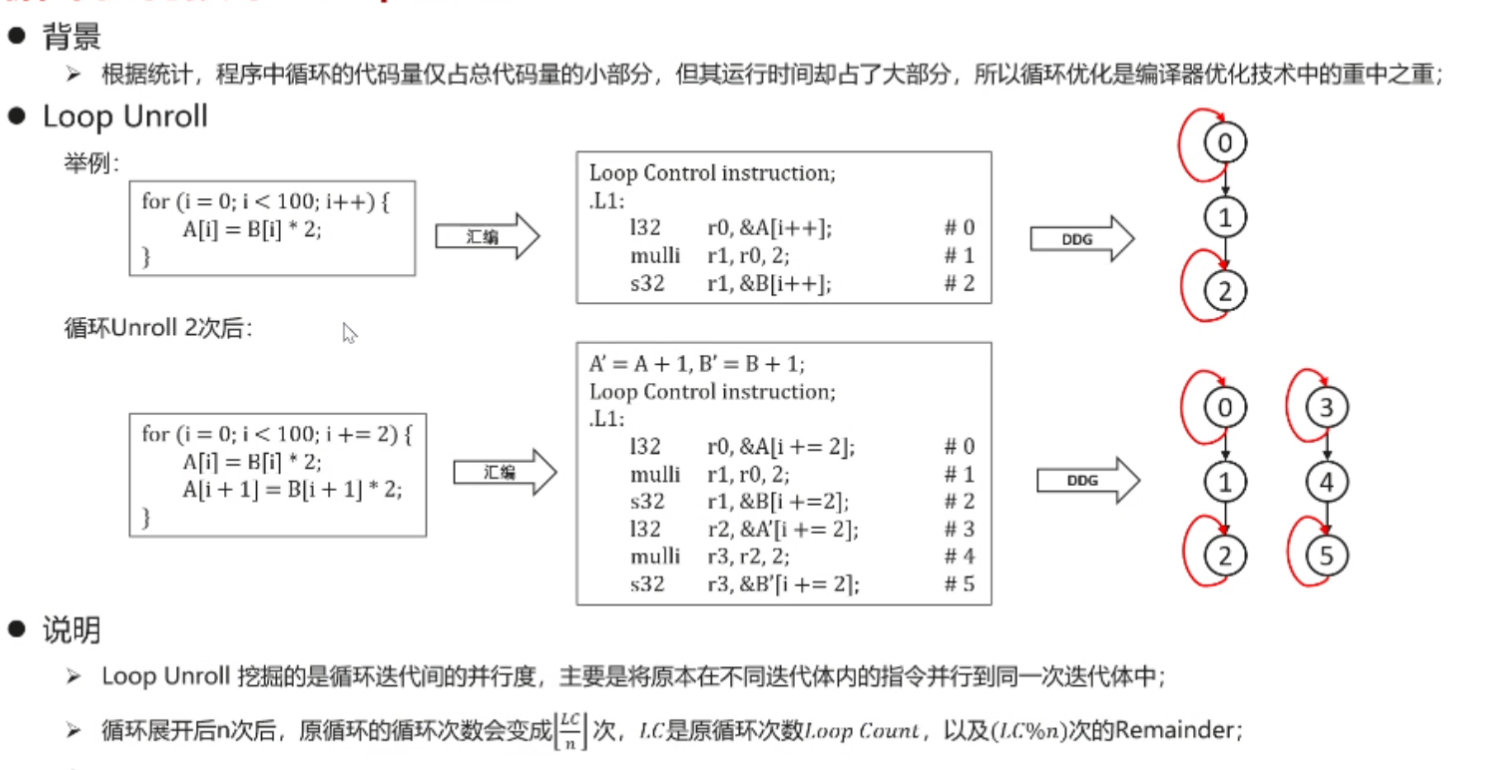 ● 背景
➢ 根据统计，程序中循环的代码量仅占总代码量的小部分，但其运行时间却占了大部分，所以循环优化是编译器优化技术中的重中之重；
● Loop Unroll
举例：
for (i = 0; i < 100; i++) {
A[i] = B[i] * 2;
}
汇编
Loop Control instruction;
.L1:
l32 r0, &A[i++]; # 0
mulli r1, r0, 2; # 1
s32 r1, &B[i++]; # 2
DDG
0
1
2
循环Unroll 2次后：
for (i = 0; i < 100; i += 2) {
A[i] = B[i] * 2;
A[i + 1] = B[i + 1] * 2;
}
汇编
A’ = A + 1, B’ = B + 1;
Loop Control instruction;
.L1:
l32 r0, &A[i += 2]; # 0
mulli r1, r0, 2; # 1
s32 r1, &B[i +=2]; # 2
l32 r2, &A’[i += 2]; # 3
mulli r3, r2, 2; # 4
s32 r3, &B’[i += 2]; # 5
DDG
0 3
1 4
2 5
● 说明
➢ Loop Unroll 挖掘的是循环迭代间的并行度，主要是将原本在不同迭代体内的指令并行到同一次迭代体中；
➢ 循环展开后n次后，原循环的循环次数会变成⌊LC/n⌋次，LC是原循环次数Loop Count，以及(LC%n)次的Remainder；